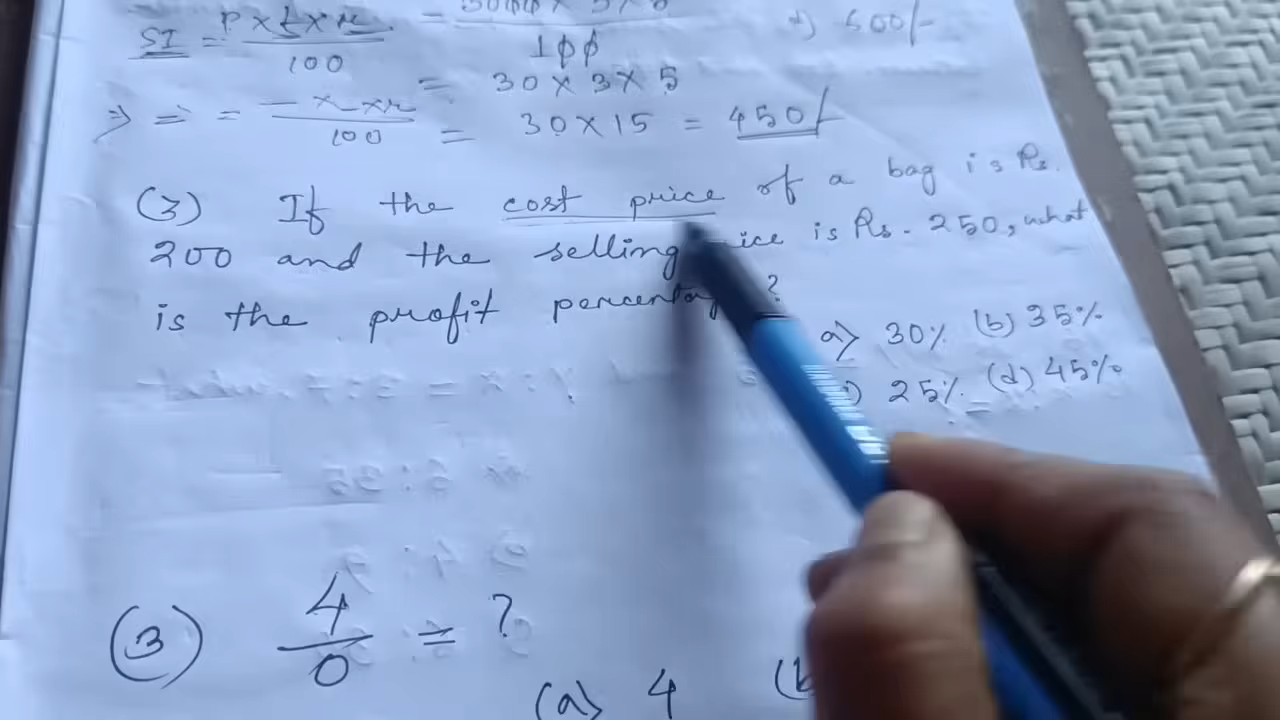 SI = P x t x r / 100 = x 5 x / 100
d) 600/-
= 30 x 3 x 5
⇒ = = x x r / 100 = 30 x 15 = 450/-
(3) If the cost price of a bag is Rs.
200 and the selling ice is Rs. 250, what
is the profit percentag ?
a) 30% (b) 35%
) 25% (d) 45%
(3) 4/0 = ?
(a) 4 (b